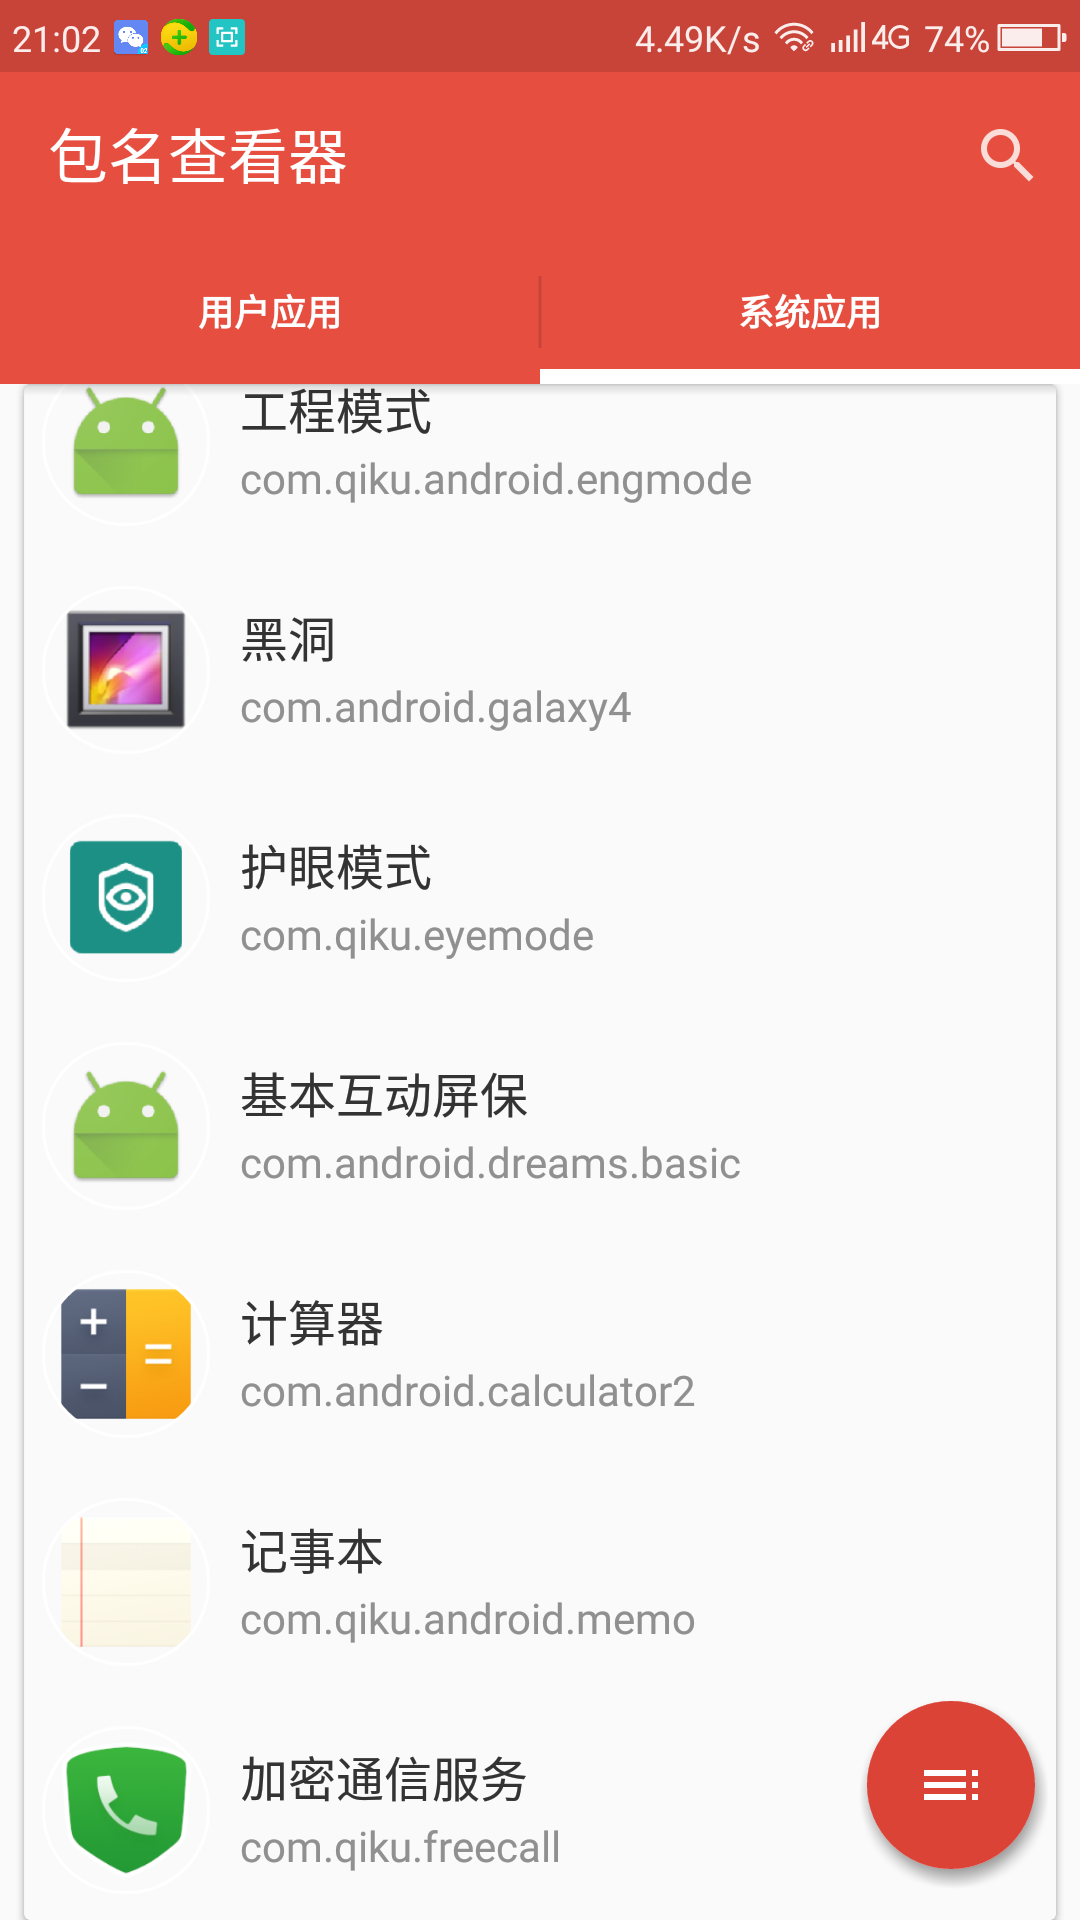 21:02 4.49K/s 4G 74%
包名查看器
用户应用 系统应用
工程模式
com.qiku.android.engmode
黑洞
com.android.galaxy4
护眼模式
com.qiku.eyemode
基本互动屏保
com.android.dreams.basic
计算器
com.android.calculator2
记事本
com.qiku.android.memo
加密通信服务
com.qiku.freecall